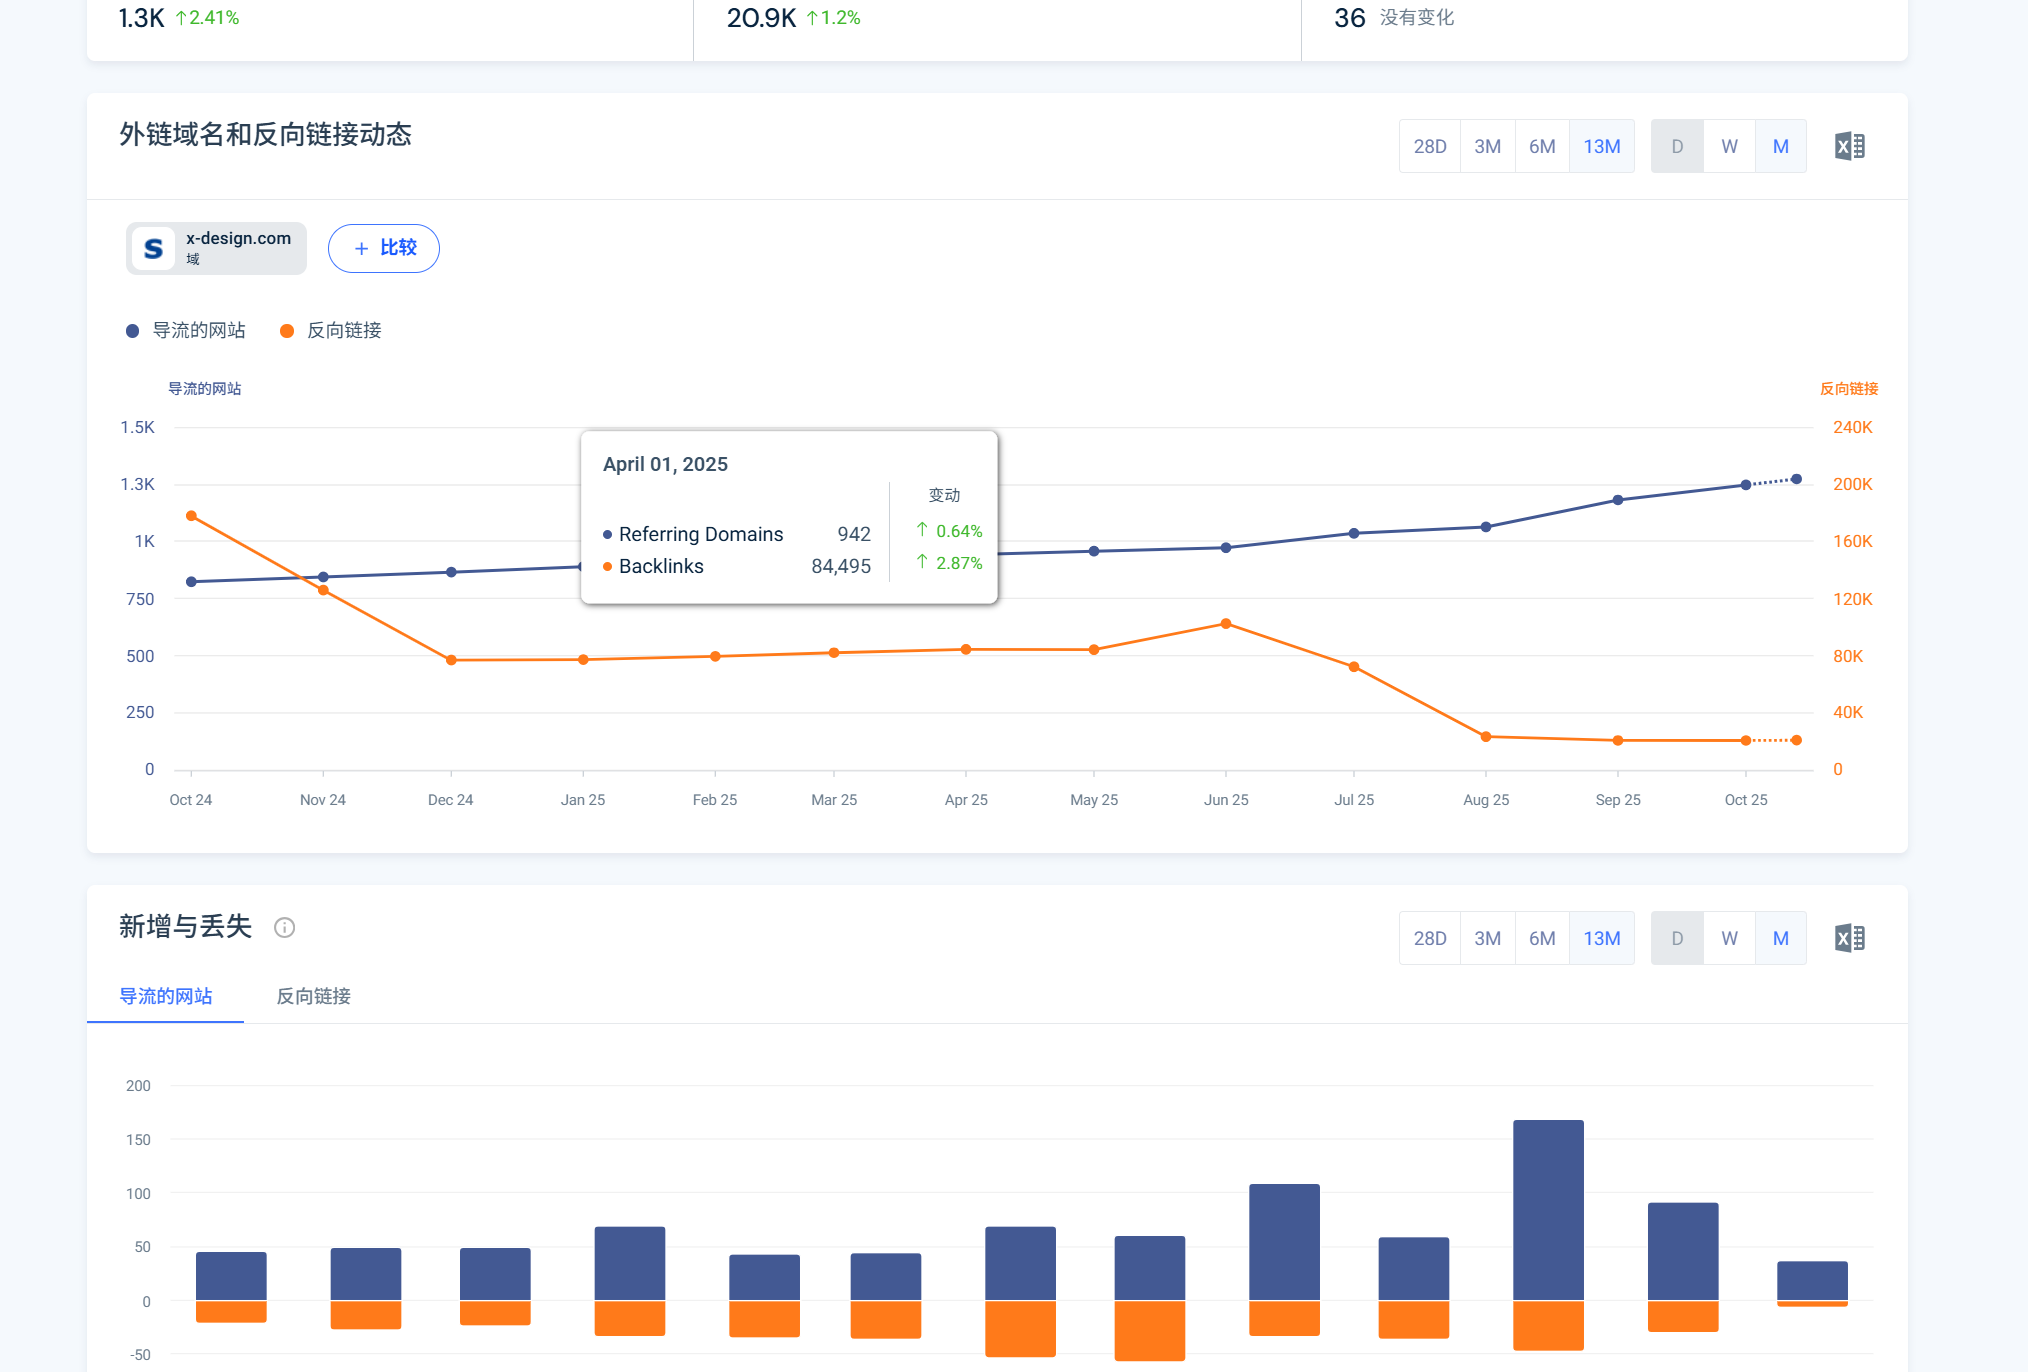 1.3K ↑2.41%
20.9K ↑1.2%
36 没有变化
外链域名和反向链接动态
28D 3M 6M 13M D W M
x-design.com
域
+ 比较
导流的网站 反向链接
导流的网站 反向链接
1.5K 240K
1.3K 200K
1K 160K
750 120K
500 80K
250 40K
0 0
April 01, 2025
变动
Referring Domains 942 ↑ 0.64%
Backlinks 84,495 ↑ 2.87%
Oct 24 Nov 24 Dec 24 Jan 25 Feb 25 Mar 25 Apr 25 May 25 Jun 25 Jul 25 Aug 25 Sep 25 Oct 25
新增与丢失
28D 3M 6M 13M D W M
导流的网站 反向链接
200
150
100
50
0
-50